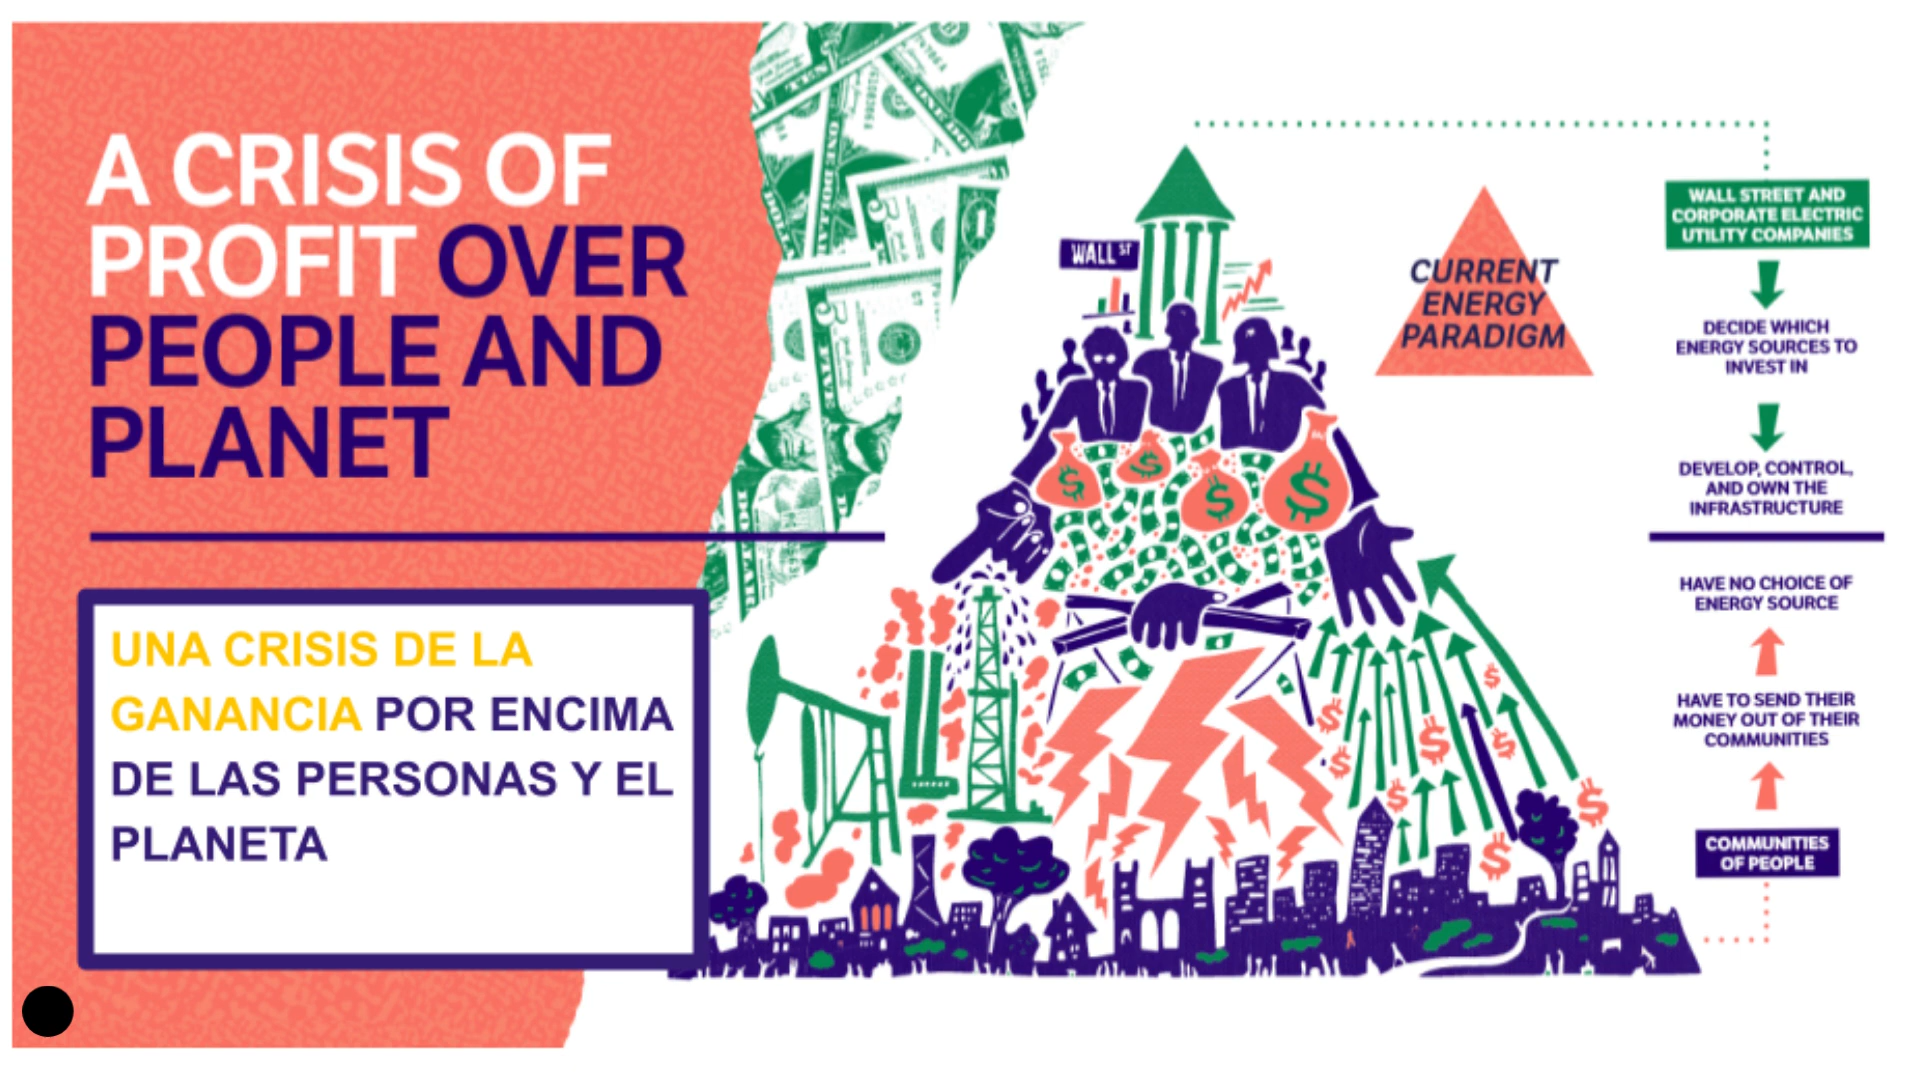 A CRISIS OF
PROFIT OVER
PEOPLE AND
PLANET
UNA CRISIS DE LA
GANANCIA POR ENCIMA
DE LAS PERSONAS Y EL
PLANETA
WALL ST
CURRENT
ENERGY
PARADIGM
WALL STREET AND
CORPORATE ELECTRIC
UTILITY COMPANIES
DECIDE WHICH
ENERGY SOURCES TO
INVEST IN
DEVELOP, CONTROL,
AND OWN THE
INFRASTRUCTURE
HAVE NO CHOICE OF
ENERGY SOURCE
HAVE TO SEND THEIR
MONEY OUT OF THEIR
COMMUNITIES
COMMUNITIES
OF PEOPLE